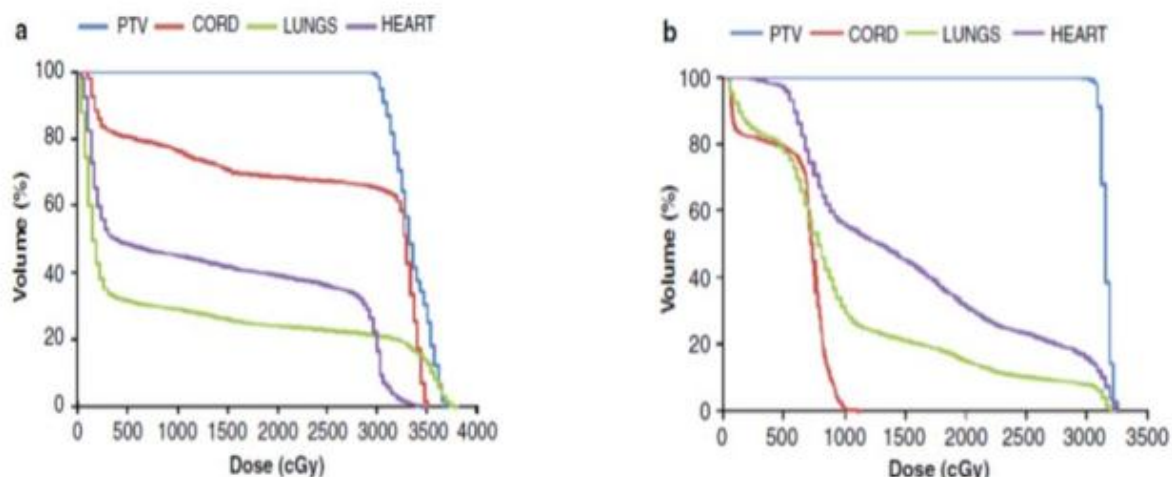 a
PTV CORD LUNGS HEART
100
80
60
40
20
0
Volume (%)
0 500 1000 1500 2000 2500 3000 3500 4000
Dose (cGy)
b
PTV CORD LUNGS HEART
100
80
60
40
20
0
Volume (%)
0 500 1000 1500 2000 2500 3000 3500
Dose (cGy)